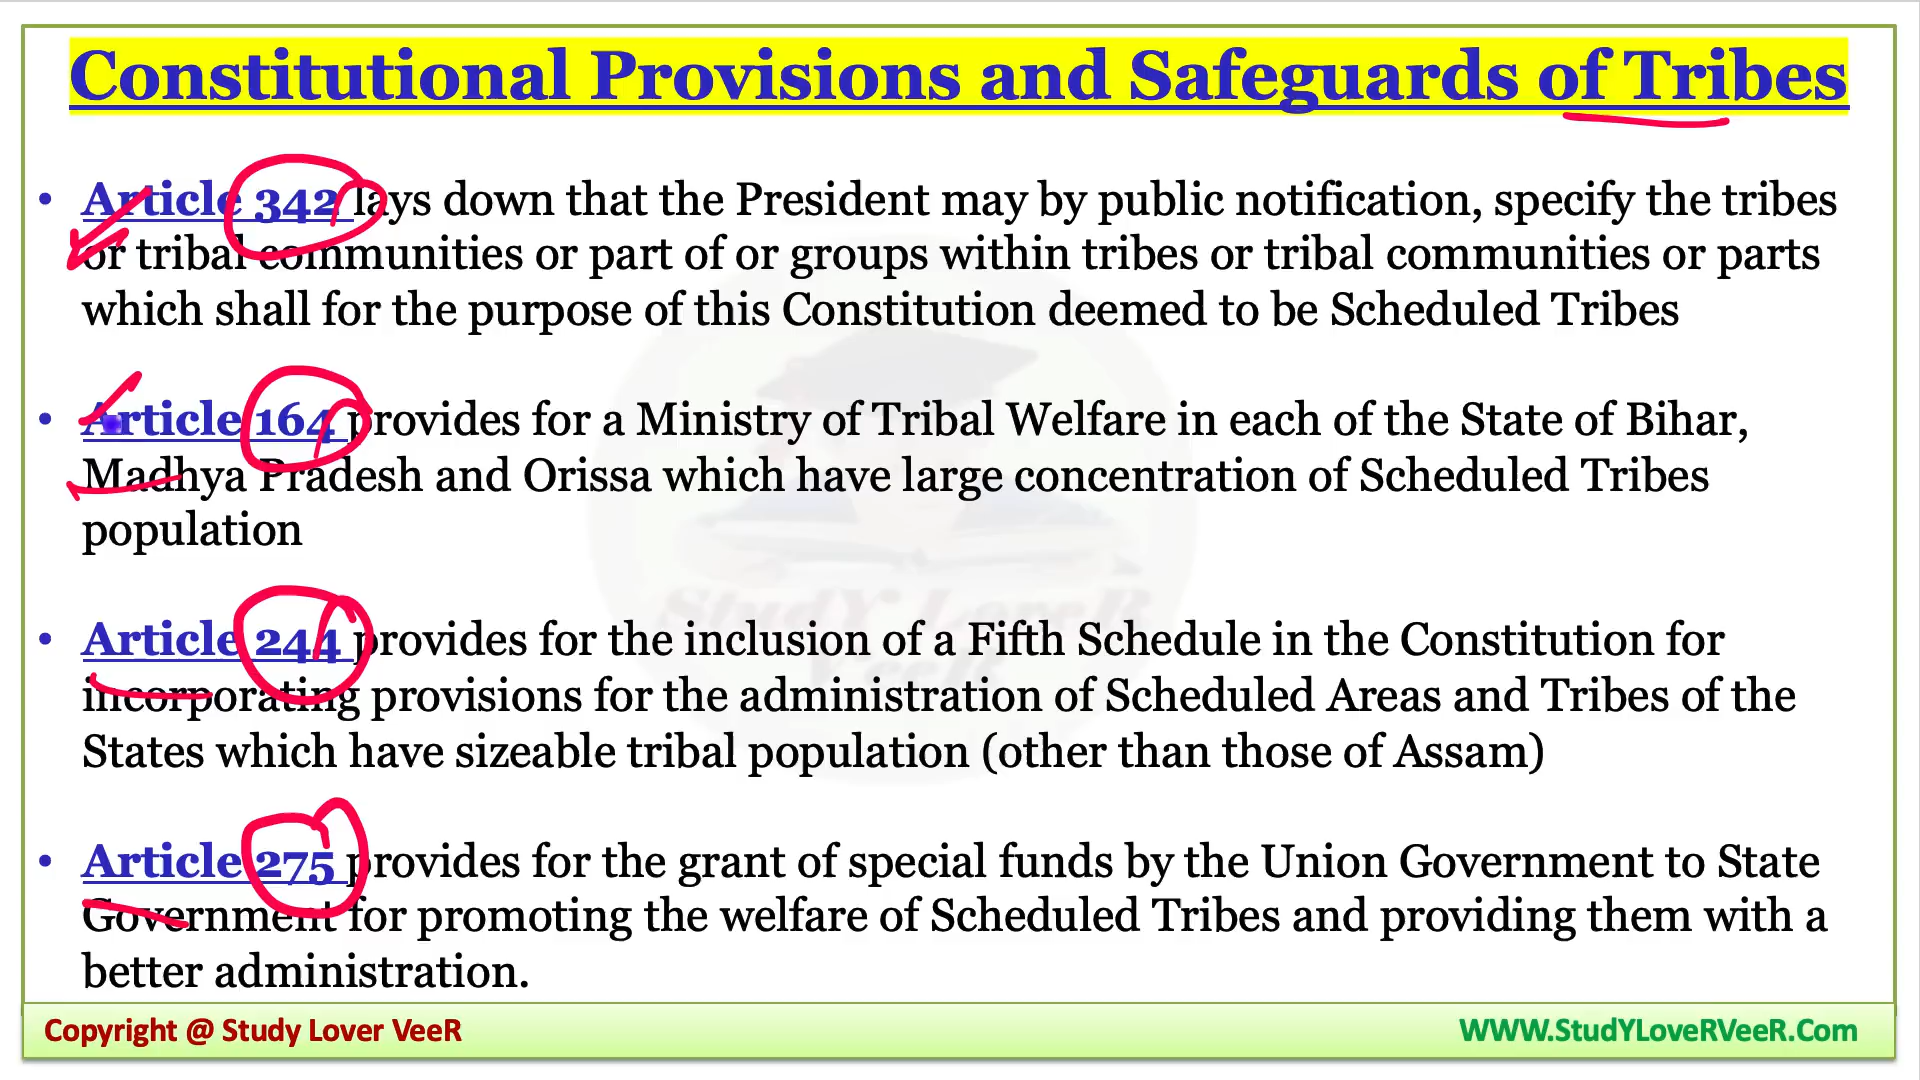 Constitutional Provisions and Safeguards of Tribes
• Article 342 lays down that the President may by public notification, specify the tribes
or tribal communities or part of or groups within tribes or tribal communities or parts
which shall for the purpose of this Constitution deemed to be Scheduled Tribes
• Article 164 provides for a Ministry of Tribal Welfare in each of the State of Bihar,
Madhya Pradesh and Orissa which have large concentration of Scheduled Tribes
population
StudY LoveR
VeeR
• Article 244 provides for the inclusion of a Fifth Schedule in the Constitution for
incorporating provisions for the administration of Scheduled Areas and Tribes of the
States which have sizeable tribal population (other than those of Assam)
• Article 275 provides for the grant of special funds by the Union Government to State
Government for promoting the welfare of Scheduled Tribes and providing them with a
better administration.
Copyright @ Study Lover VeeR
WWW.StudYLoveRVeeR.Com